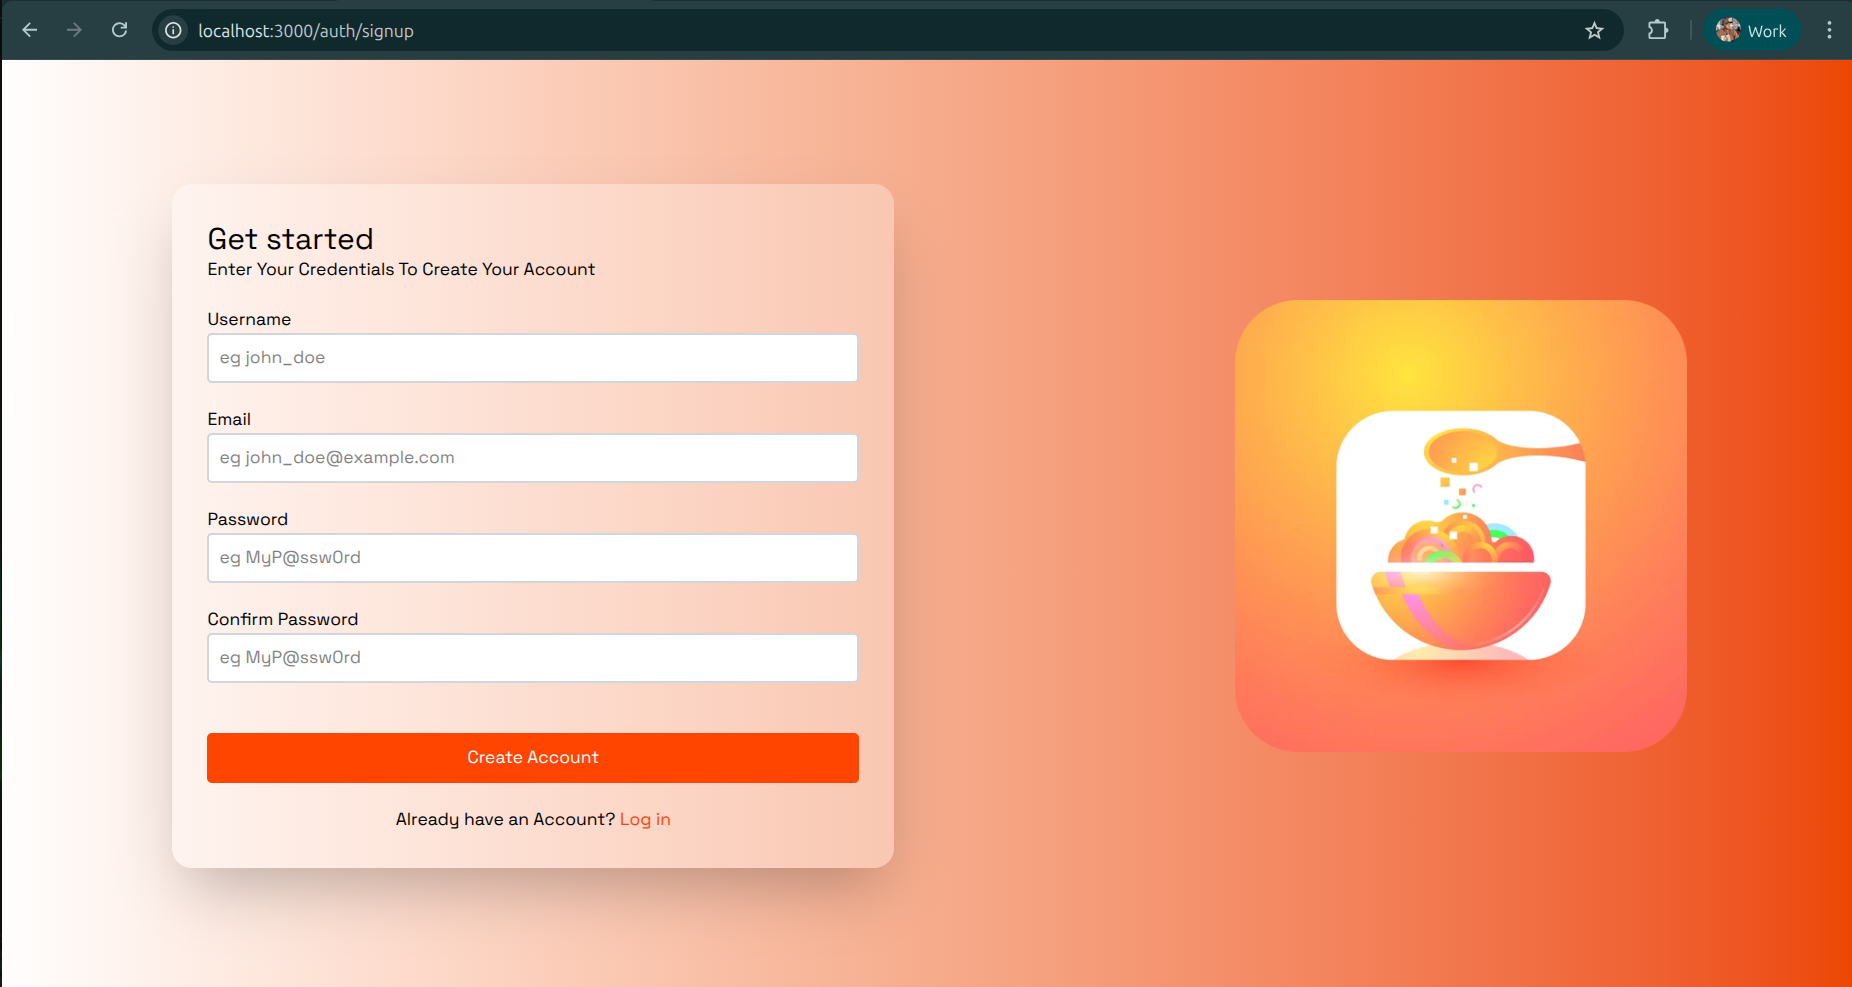 localhost:3000/auth/signup
Work
Get started
Enter Your Credentials To Create Your Account
Username
eg john_doe
Email
eg john_doe@example.com
Password
eg MyP@ssw0rd
Confirm Password
eg MyP@ssw0rd
Create Account
Already have an Account? Log in